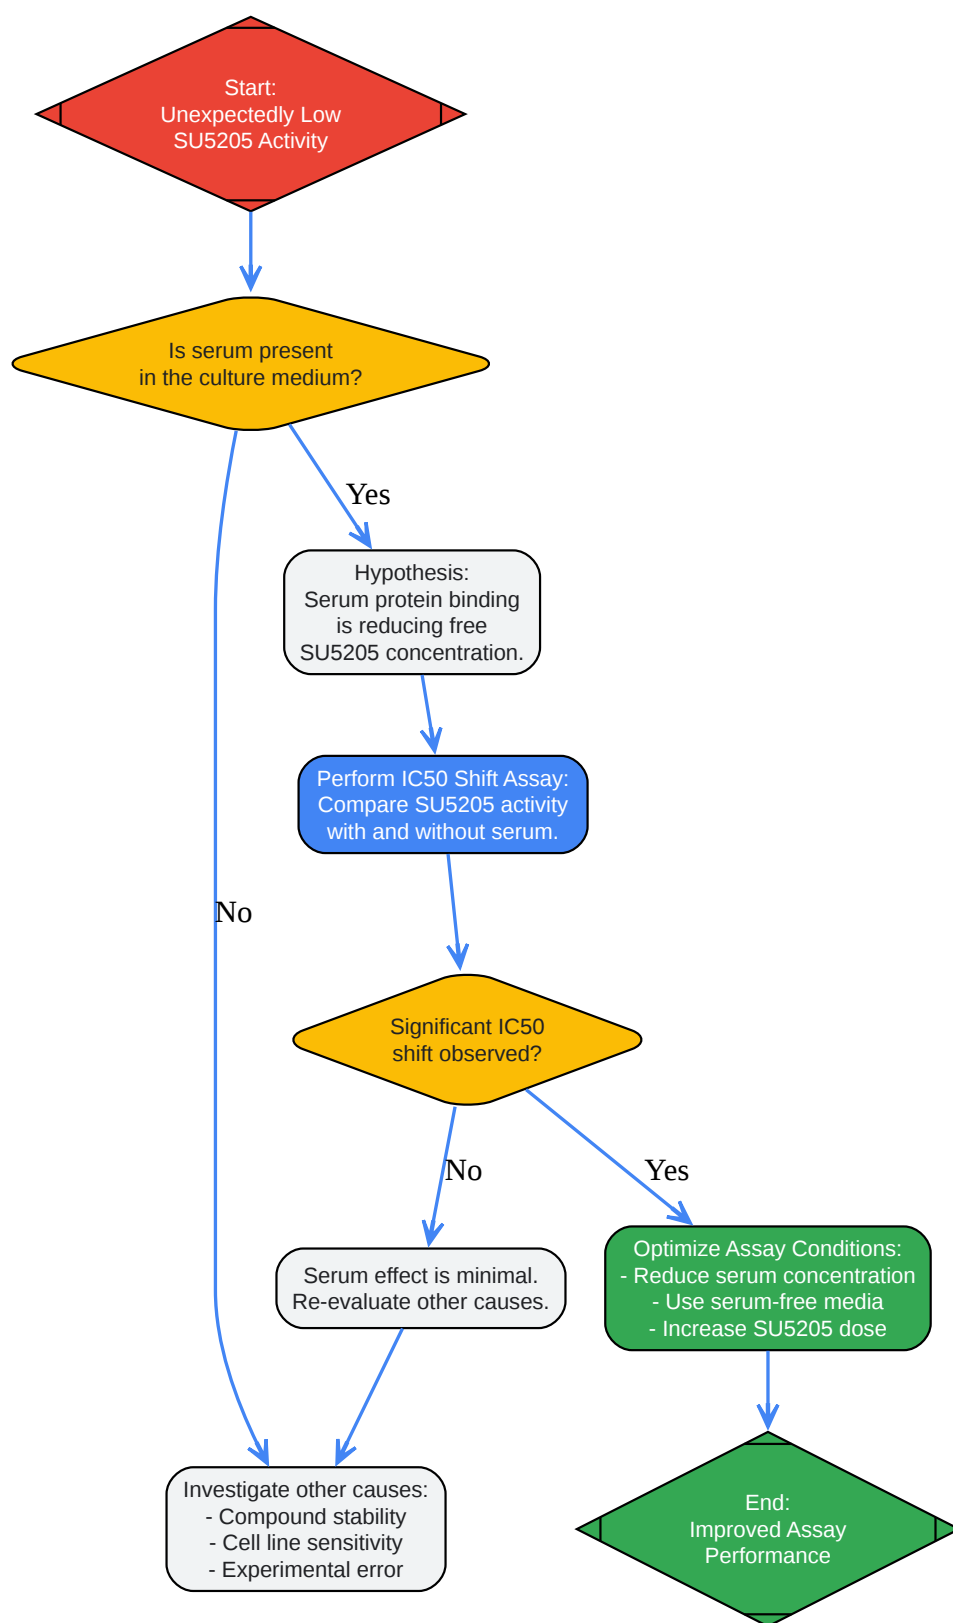 Start:
Unexpectedly Low
SU5205 Activity
Is serum present
in the culture medium?
Yes
Hypothesis:
Serum protein binding
is reducing free
SU5205 concentration.
Perform IC50 Shift Assay:
Compare SU5205 activity
with and without serum.
No
Significant IC50
shift observed?
No
Yes
Serum effect is minimal.
Re-evaluate other causes.
Optimize Assay Conditions:
- Reduce serum concentration
- Use serum-free media
- Increase SU5205 dose
Investigate other causes:
- Compound stability
- Cell line sensitivity
- Experimental error
End:
Improved Assay
Performance